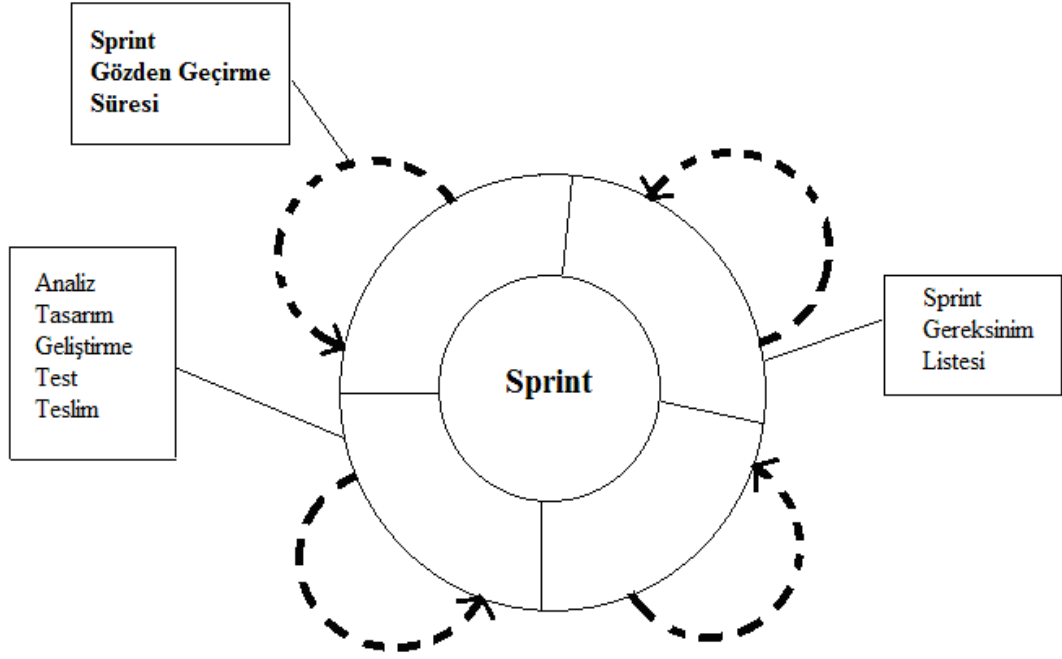 Sprint
Gözden Geçirme
Süresi
Analiz
Tasarım
Geliştirme
Test
Teslim
Sprint
Sprint
Gereksinim
Listesi